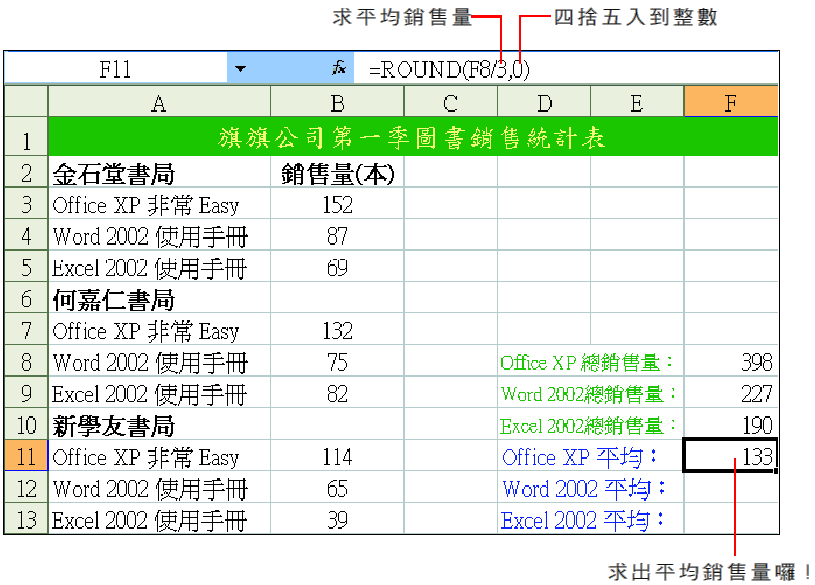 求平均銷售量 四捨五入到整數
F11 fx =ROUND(F8/3,0)
A B C D E F
1 旗旗公司第一季圖書銷售統計表
2 金石堂書局 銷售量(本)
3 Office XP 非常 Easy 152
4 Word 2002 使用手冊 87
5 Excel 2002 使用手冊 69
6 何嘉仁書局
7 Office XP 非常 Easy 132
8 Word 2002 使用手冊 75 Office XP 總銷售量： 398
9 Excel 2002 使用手冊 82 Word 2002總銷售量： 227
10 新學友書局 Excel 2002總銷售量： 190
11 Office XP 非常 Easy 114 Office XP 平均： 133
12 Word 2002 使用手冊 65 Word 2002 平均：
13 Excel 2002 使用手冊 39 Excel 2002 平均：
求出平均銷售量囉！